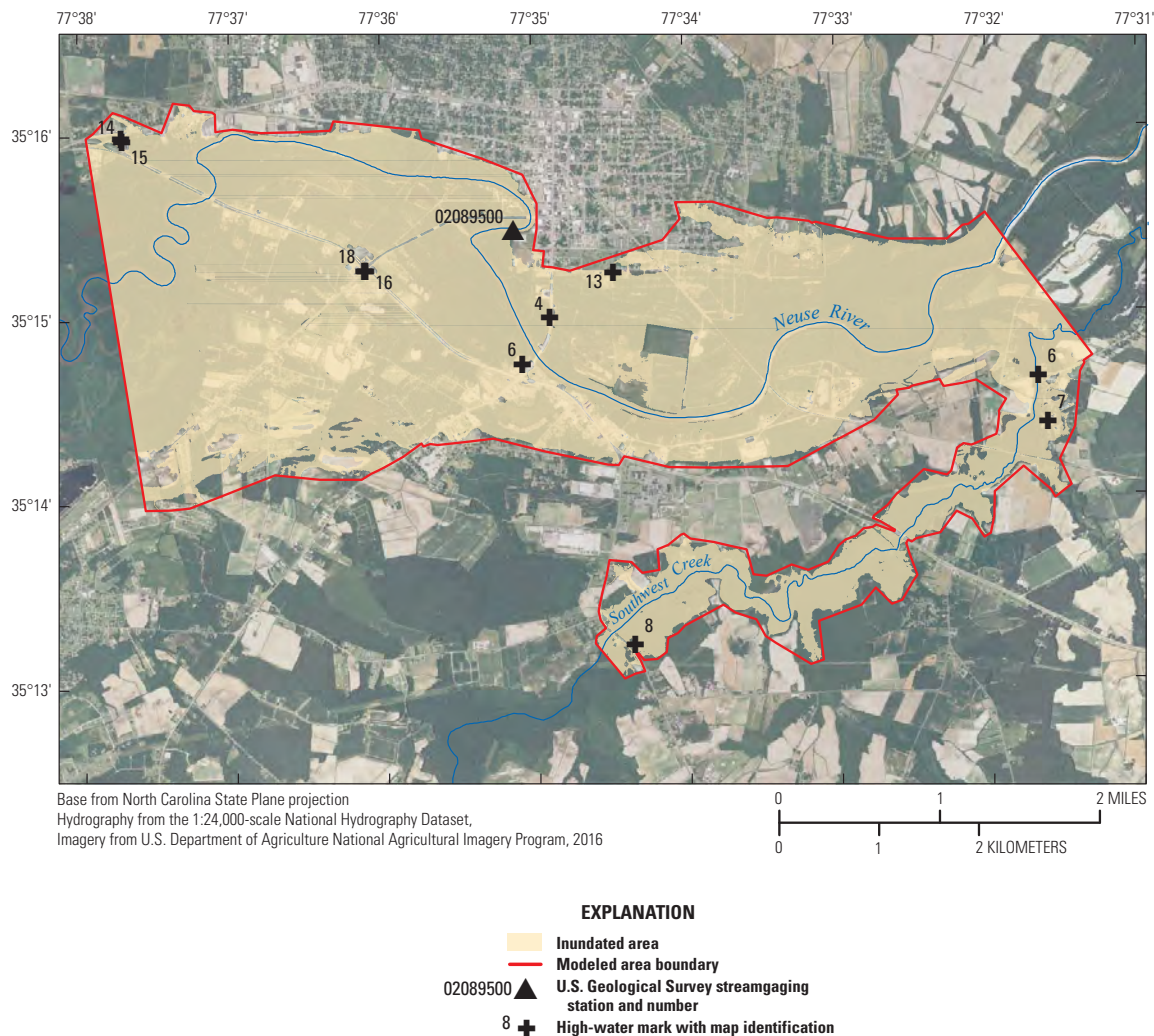 77°38' 77°37' 77°36' 77°35' 77°34' 77°33' 77°32' 77°31'
35°16'
14
15
02089500
18
16
13
4
35°15'
Neuse River
6
6
7
35°14'
Southwest Creek
8
35°13'
Base from North Carolina State Plane projection
Hydrography from the 1:24,000-scale National Hydrography Dataset,
Imagery from U.S. Department of Agriculture National Agricultural Imagery Program, 2016
0 1 2 MILES
0 1 2 KILOMETERS
EXPLANATION
Inundated area
Modeled area boundary
02089500 U.S. Geological Survey streamgaging
station and number
8 High-water mark with map identification